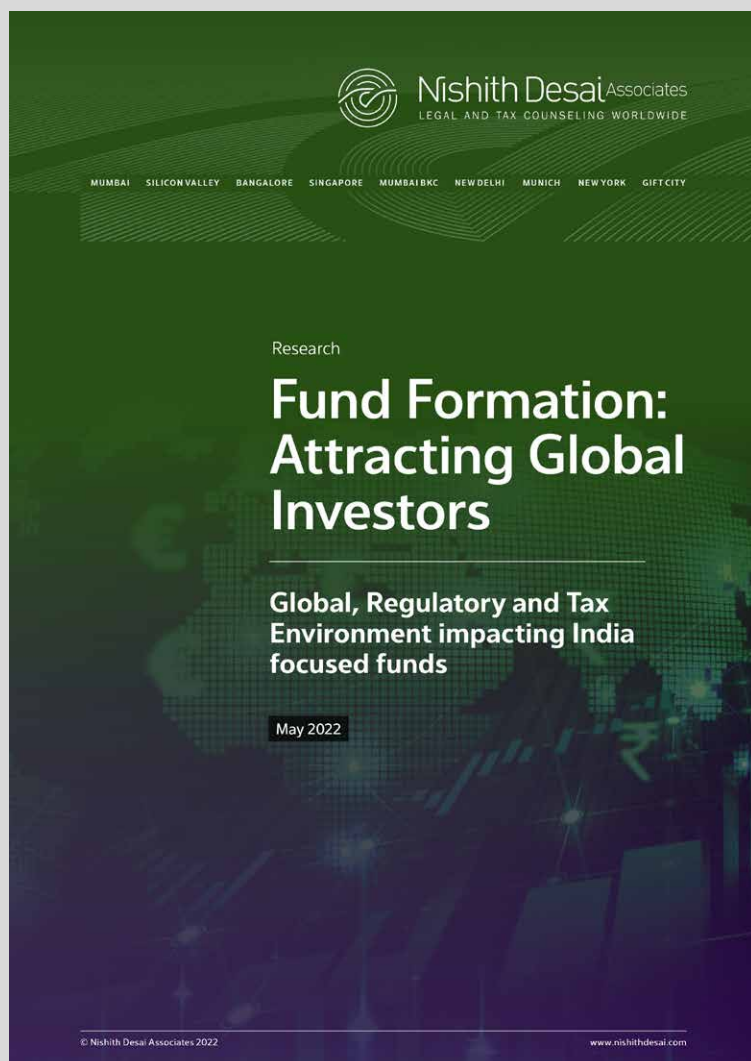 Nishith Desai Associates
LEGAL AND TAX COUNSELING WORLDWIDE
MUMBAI SILICON VALLEY BANGALORE SINGAPORE MUMBAI BKC NEW DELHI MUNICH NEW YORK GIFT CITY
Research
Fund Formation:
Attracting Global
Investors
Global, Regulatory and Tax
Environment impacting India
focused funds
May 2022
© Nishith Desai Associates 2022 www.nishithdesai.com